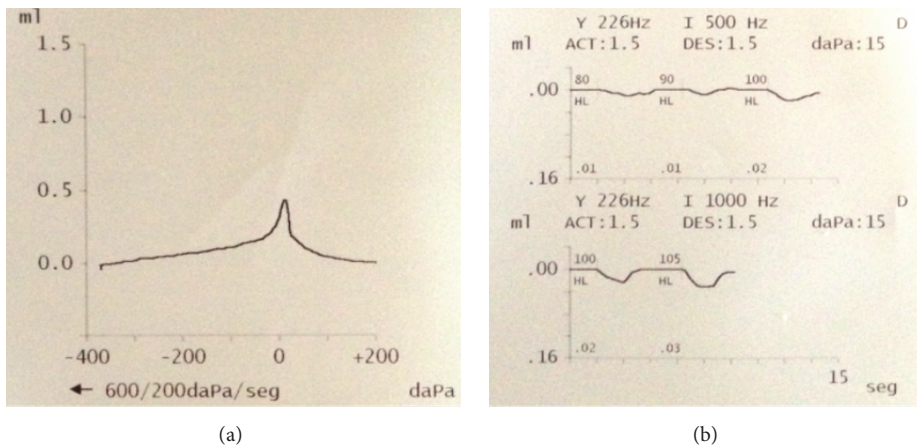 ml
1.5
1.0
0.5
0.0
-400 -200 0 +200
← 600/200daPa/seg daPa
(a)
Y 226Hz I 500 Hz D
ml ACT:1.5 DES:1.5 daPa:15
80 90 100
.00
HL HL HL
.01 .01 .02
.16
Y 226Hz I 1000 Hz D
ml ACT:1.5 DES:1.5 daPa:15
100 105
.00
HL HL
.02 .03
.16
15
seg
(b)